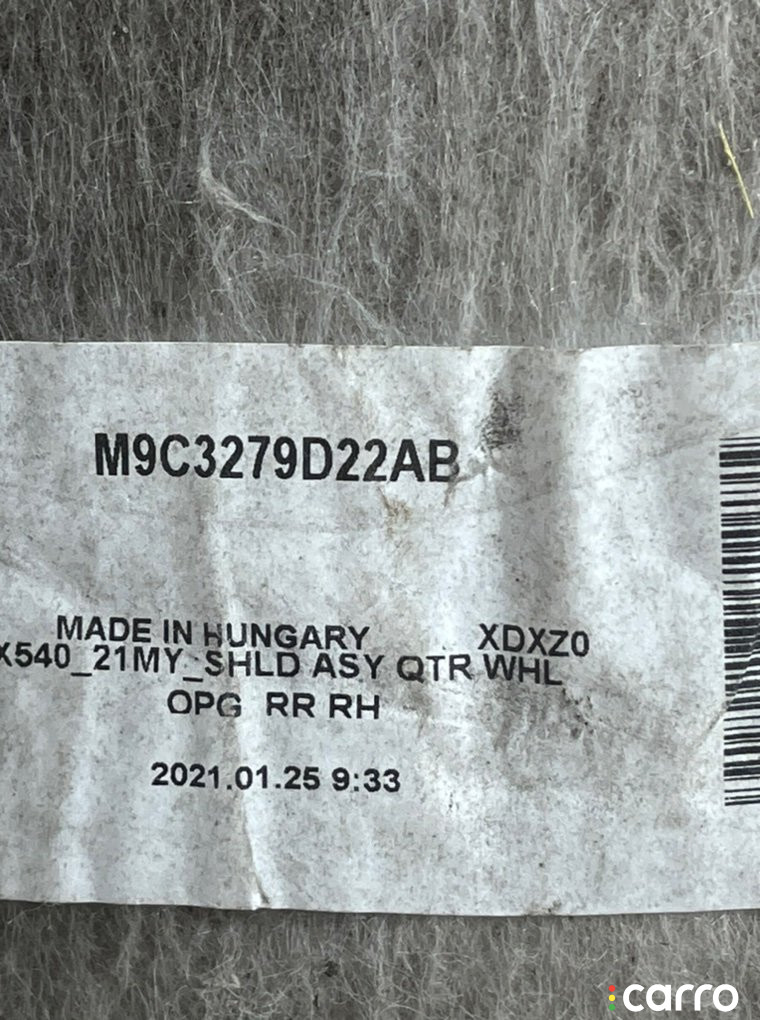 M9C3279D22AB
MADE IN HUNGARY XDXZ0
X540_21MY_SHLD ASY QTR WHL
OPG RR RH
2021.01.25 9:33
carro